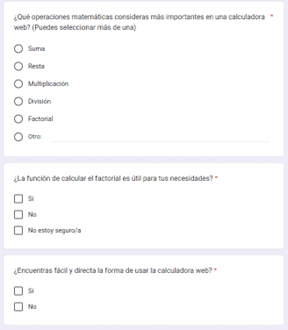 ¿Qué operaciones matemáticas consideras más importantes en una calculadora *
web? (Puedes seleccionar más de una)
Suma
Resta
Multiplicación
División
Factorial
Otro:
¿La función de calcular el factorial es útil para tus necesidades? *
Si
No
No estoy seguro/a
¿Encuentras fácil y directa la forma de usar la calculadora web? *
Si
No